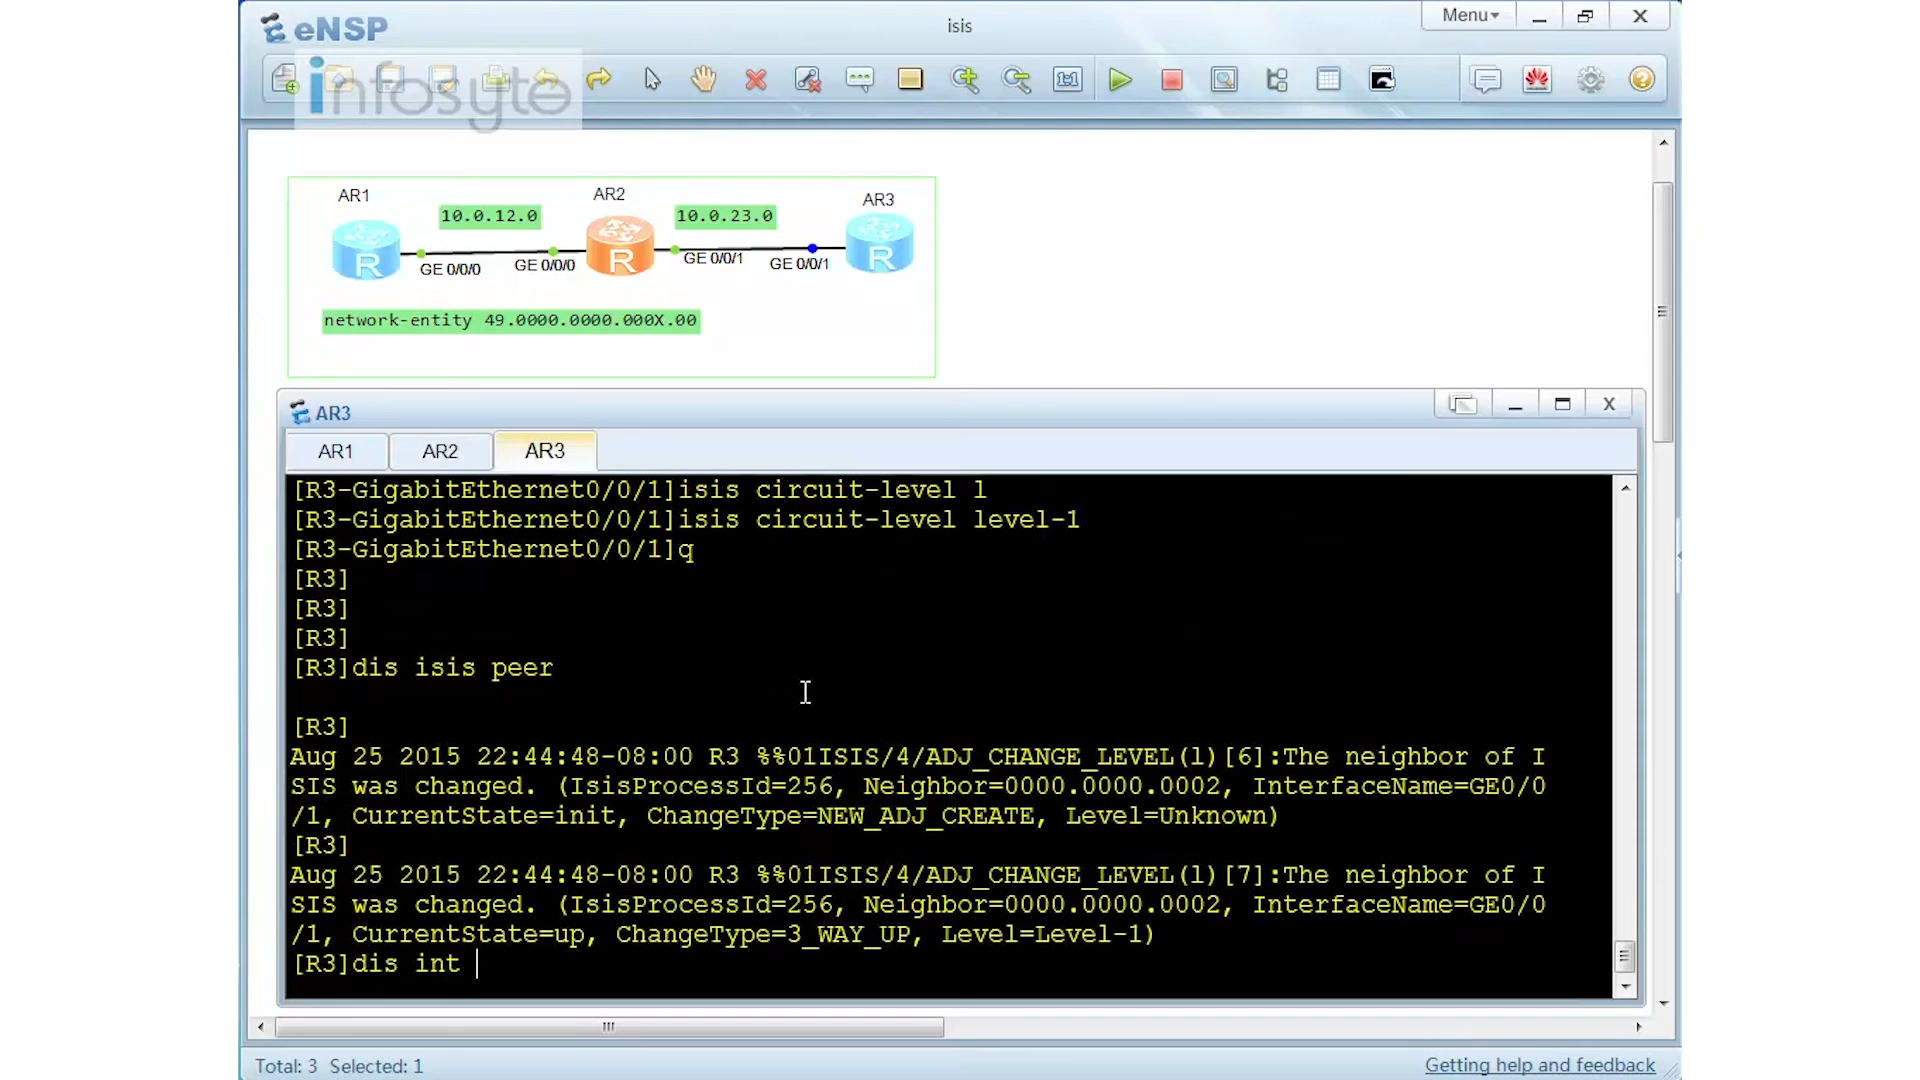 eNSP
isis
Menu
infosyte
1:1
AR1
AR2
AR3
10.0.12.0
10.0.23.0
R
R
R
GE 0/0/0
GE 0/0/0
GE 0/0/1
GE 0/0/1
network-entity 49.0000.0000.000X.00
AR3
AR1
AR2
AR3
[R3-GigabitEthernet0/0/1]isis circuit-level l
[R3-GigabitEthernet0/0/1]isis circuit-level level-1
[R3-GigabitEthernet0/0/1]q
[R3]
[R3]
[R3]
[R3]dis isis peer
[R3]
Aug 25 2015 22:44:48-08:00 R3 %%01ISIS/4/ADJ_CHANGE_LEVEL(l)[6]:The neighbor of I
SIS was changed. (IsisProcessId=256, Neighbor=0000.0000.0002, InterfaceName=GE0/0
/1, CurrentState=init, ChangeType=NEW_ADJ_CREATE, Level=Unknown)
[R3]
Aug 25 2015 22:44:48-08:00 R3 %%01ISIS/4/ADJ_CHANGE_LEVEL(l)[7]:The neighbor of I
SIS was changed. (IsisProcessId=256, Neighbor=0000.0000.0002, InterfaceName=GE0/0
/1, CurrentState=up, ChangeType=3_WAY_UP, Level=Level-1)
[R3]dis int
Total: 3 Selected: 1
Getting help and feedback